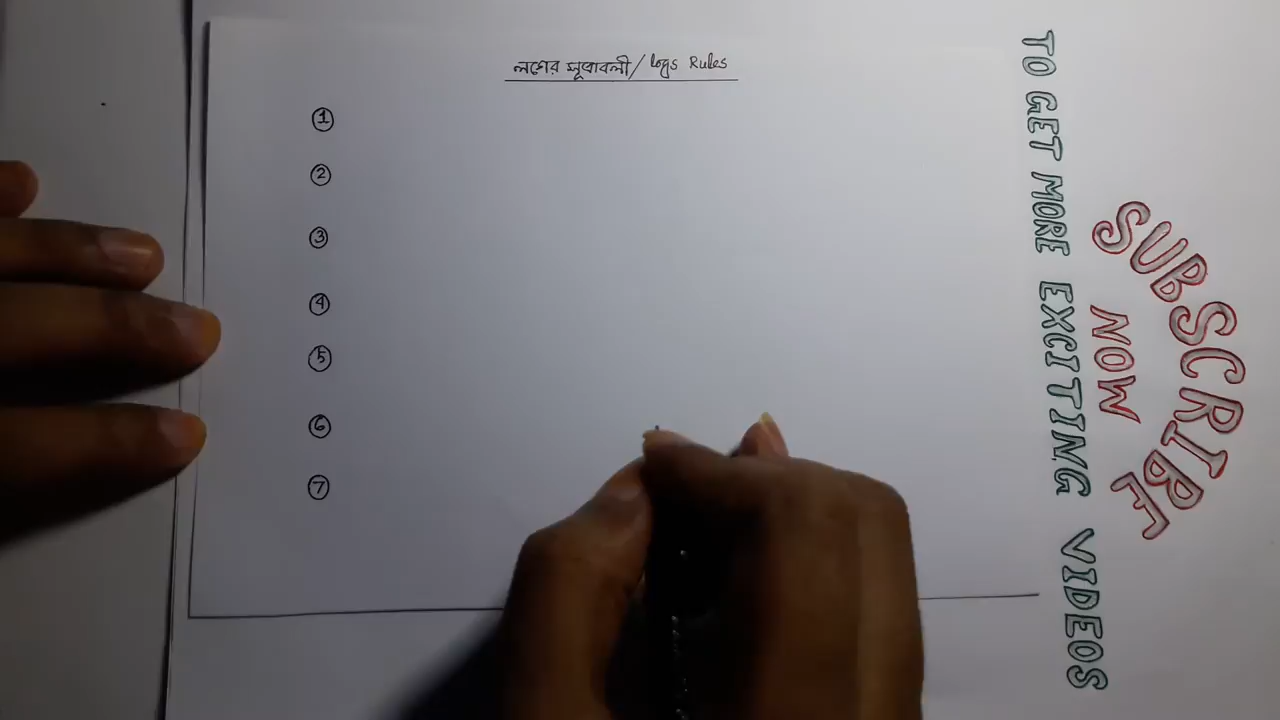 লগের সূত্রাবলী/Logs Rules
①
②
③
④
⑤
⑥
⑦
TO GET MORE EXCITING VIDEOS
SUBSCRIBE
NOW